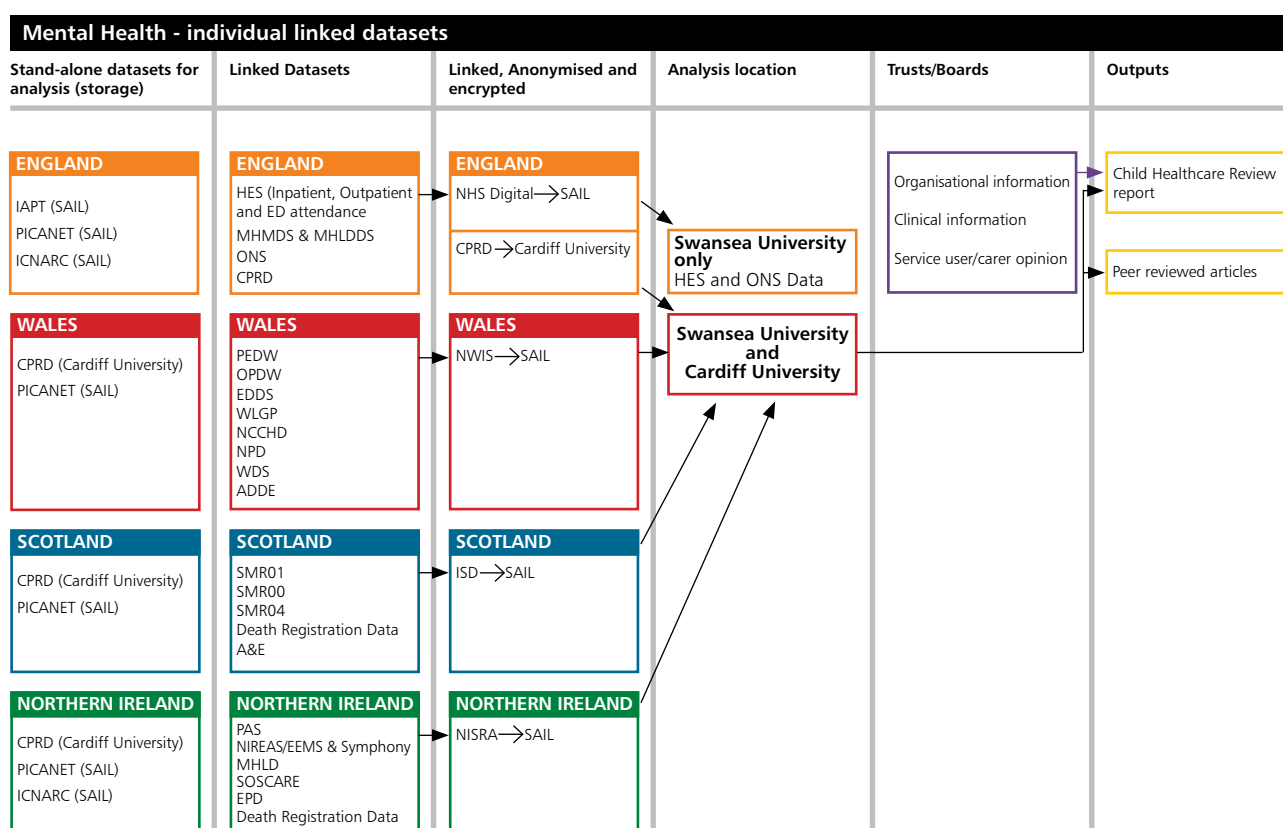 Mental Health - individual linked datasets
Stand-alone datasets for
analysis (storage)
Linked Datasets
Linked, Anonymised and
encrypted
Analysis location
Trusts/Boards
Outputs
ENGLAND
IAPT (SAIL)
PICANET (SAIL)
ICNARC (SAIL)
ENGLAND
HES (Inpatient, Outpatient
and ED attendance
MHMDS & MHLDDS
ONS
CPRD
ENGLAND
NHS Digital→SAIL
CPRD→Cardiff University
Swansea University
only
HES and ONS Data
Organisational information
Clinical information
Service user/carer opinion
Child Healthcare Review
report
Peer reviewed articles
WALES
CPRD (Cardiff University)
PICANET (SAIL)
WALES
PEDW
OPDW
EDDS
WLGP
NCCHD
NPD
WDS
ADDE
WALES
NWIS→SAIL
Swansea University
and
Cardiff University
SCOTLAND
CPRD (Cardiff University)
PICANET (SAIL)
SCOTLAND
SMR01
SMR00
SMR04
Death Registration Data
A&E
SCOTLAND
ISD→SAIL
NORTHERN IRELAND
CPRD (Cardiff University)
PICANET (SAIL)
ICNARC (SAIL)
NORTHERN IRELAND
PAS
NIREAS/EEMS & Symphony
MHLD
SOSCARE
EPD
Death Registration Data
NORTHERN IRELAND
NISRA→SAIL